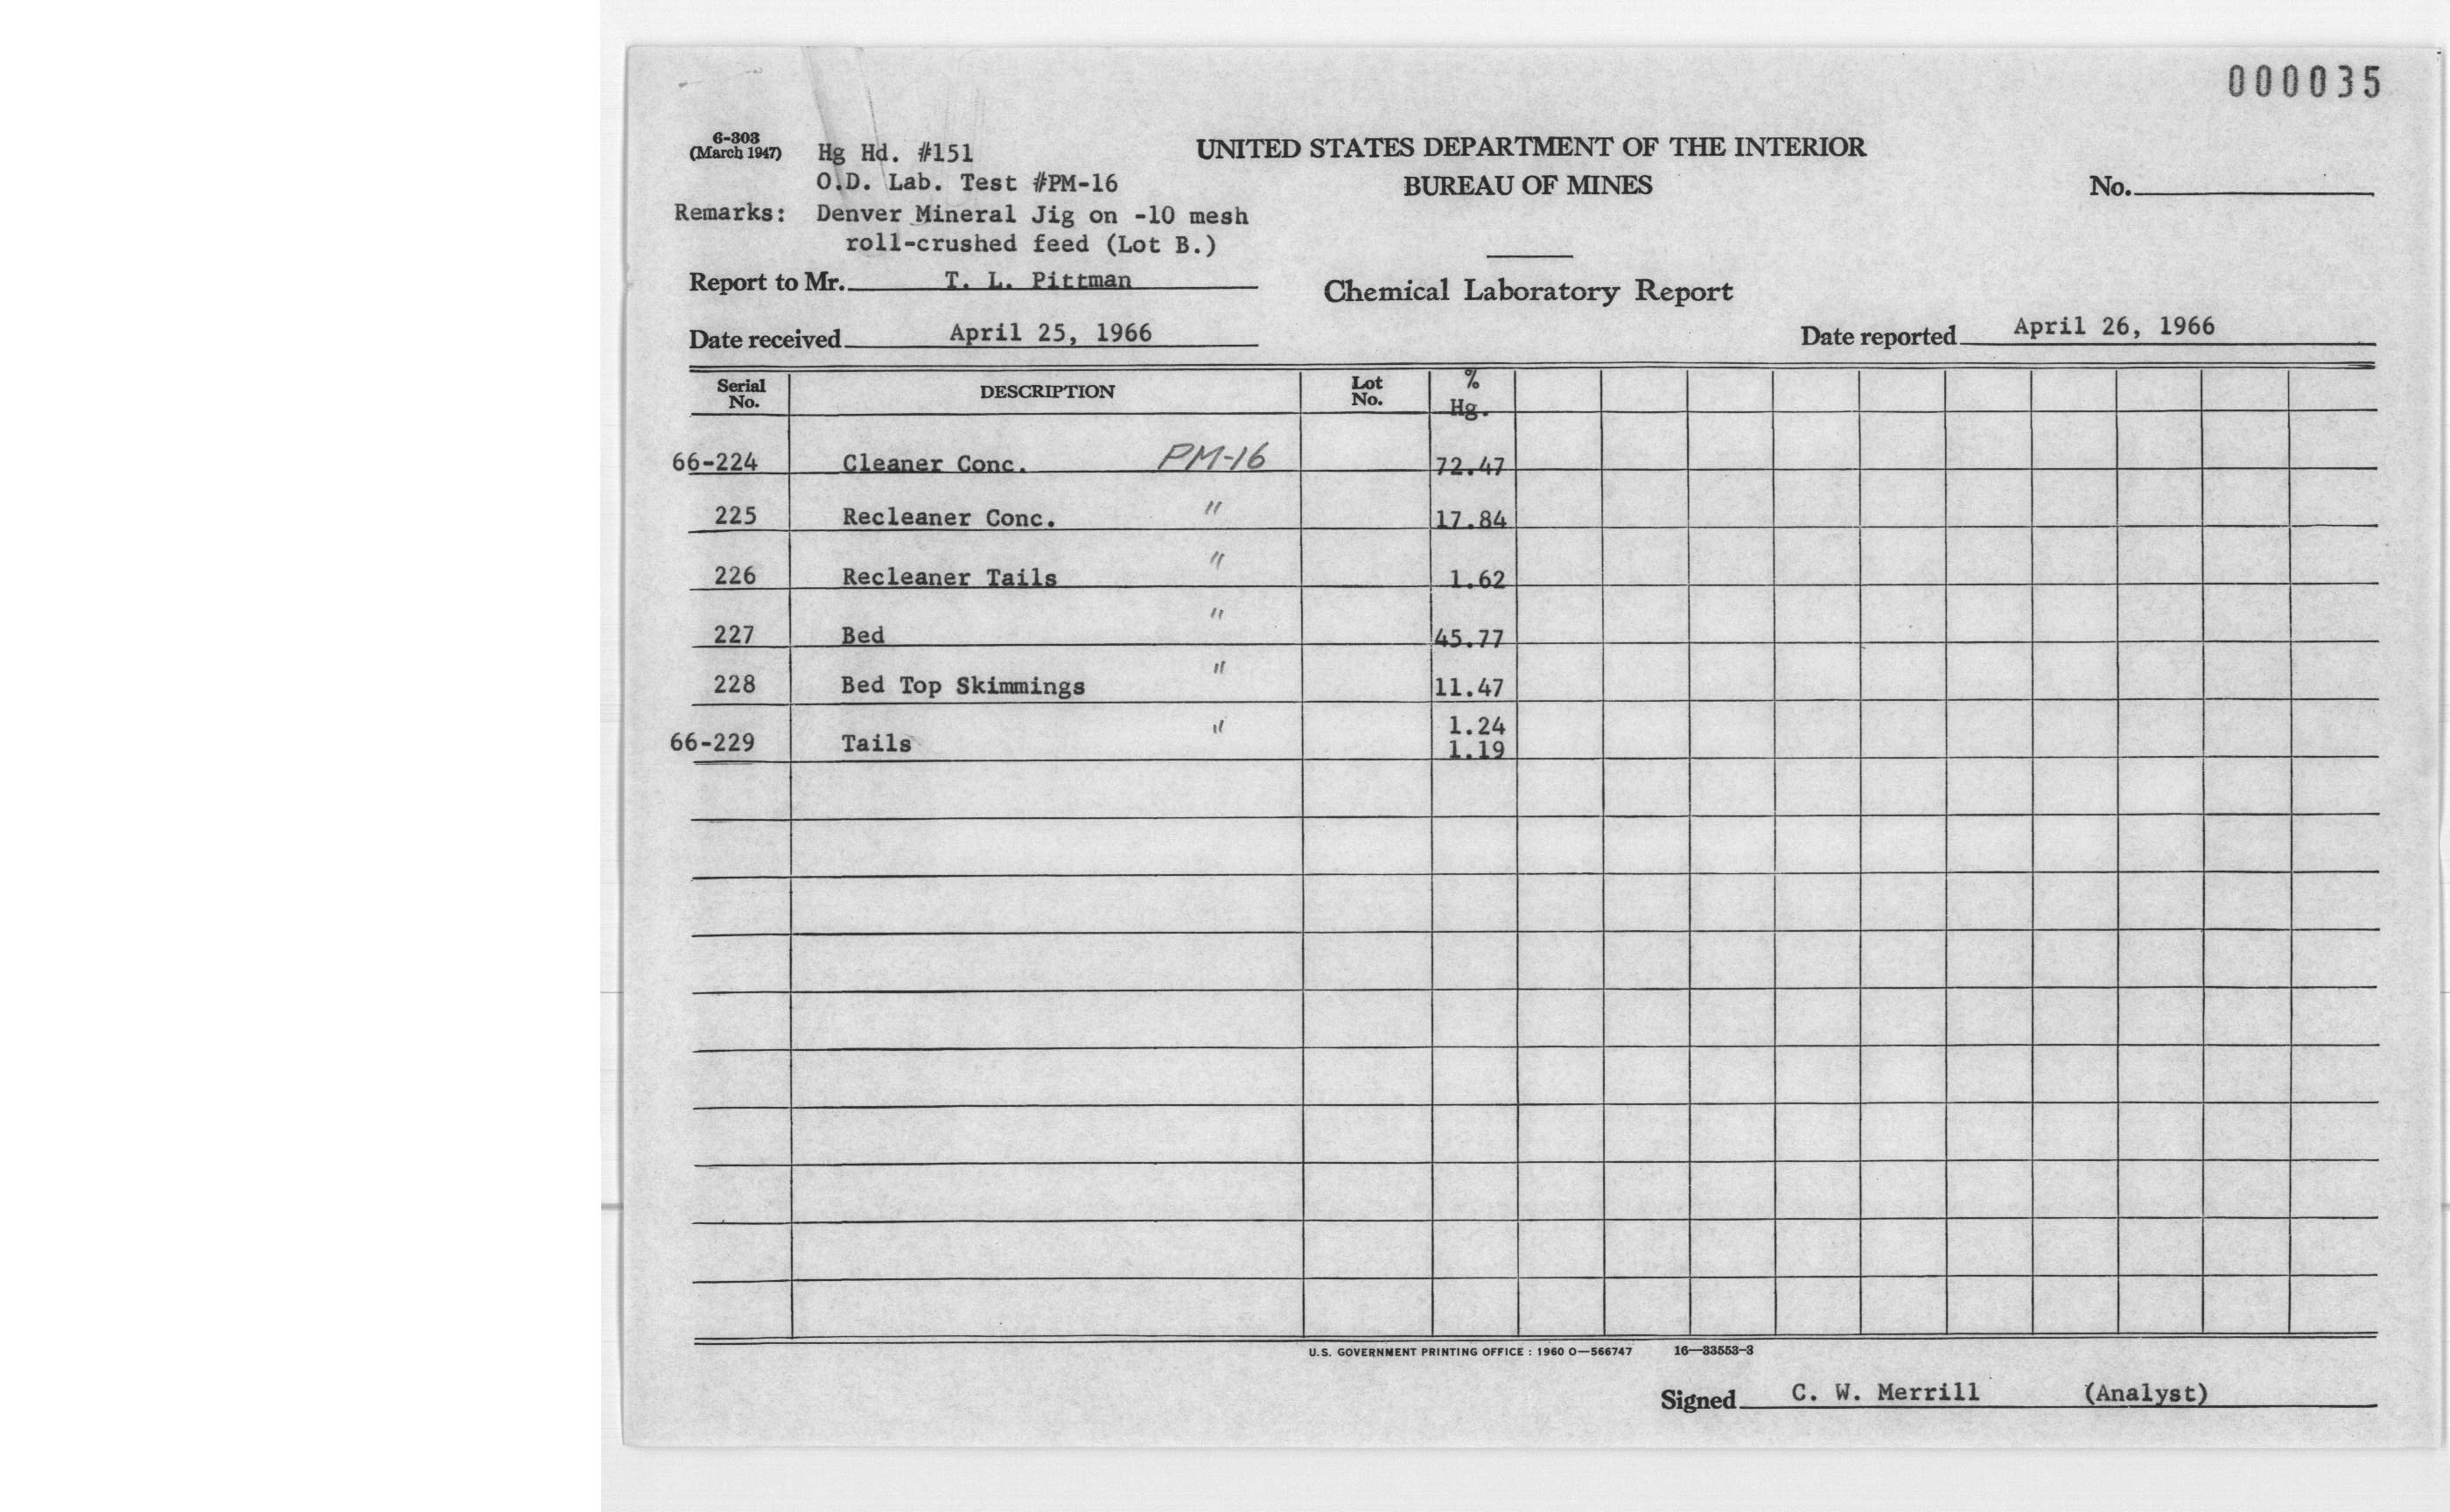 000035
6-303
(March 1947)
Hg Hd. #151
UNITED STATES DEPARTMENT OF THE INTERIOR
O.D. Lab. Test #PM-16
BUREAU OF MINES
No.
Remarks: Denver Mineral Jig on -10 mesh
roll-crushed feed (Lot B.)
Report to Mr. T. L. Pittman
Chemical Laboratory Report
Date received April 25, 1966
Date reported April 26, 1966
Serial No. DESCRIPTION Lot No. % Hg.
66-224 Cleaner Conc. PM-16 72.47
225 Recleaner Conc. " 17.84
226 Recleaner Tails " 1.62
227 Bed " 45.77
228 Bed Top Skimmings " 11.47
66-229 Tails " 1.24
1.19
U.S. GOVERNMENT PRINTING OFFICE : 1960 O—566747 16—33553-3
Signed C. W. Merrill (Analyst)